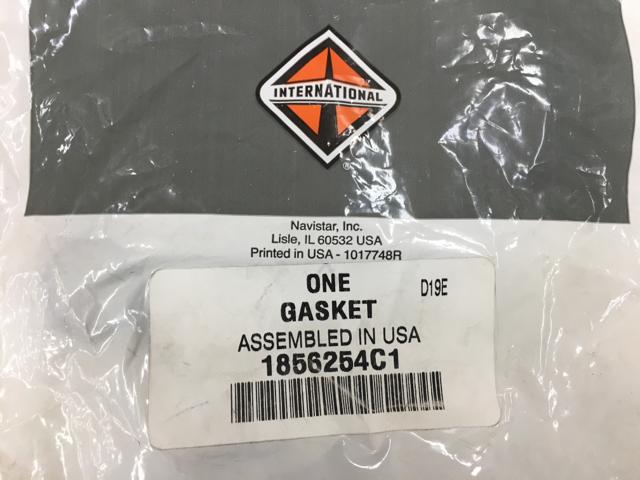 INTERNATIONAL
®
Navistar, Inc.
Lisle, IL 60532 USA
Printed in USA - 1017748R
ONE D19E
GASKET
ASSEMBLED IN USA
1856254C1